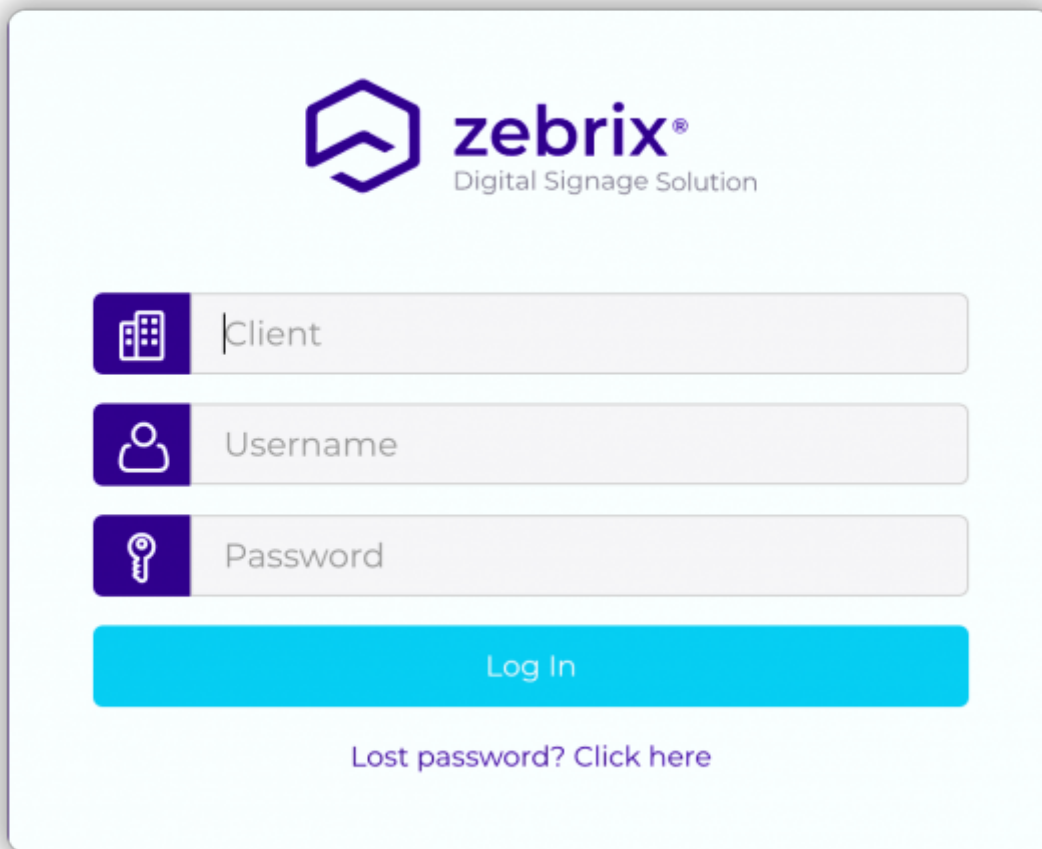 zebrix®
Digital Signage Solution
Client
Username
Password
Log In
Lost password? Click here